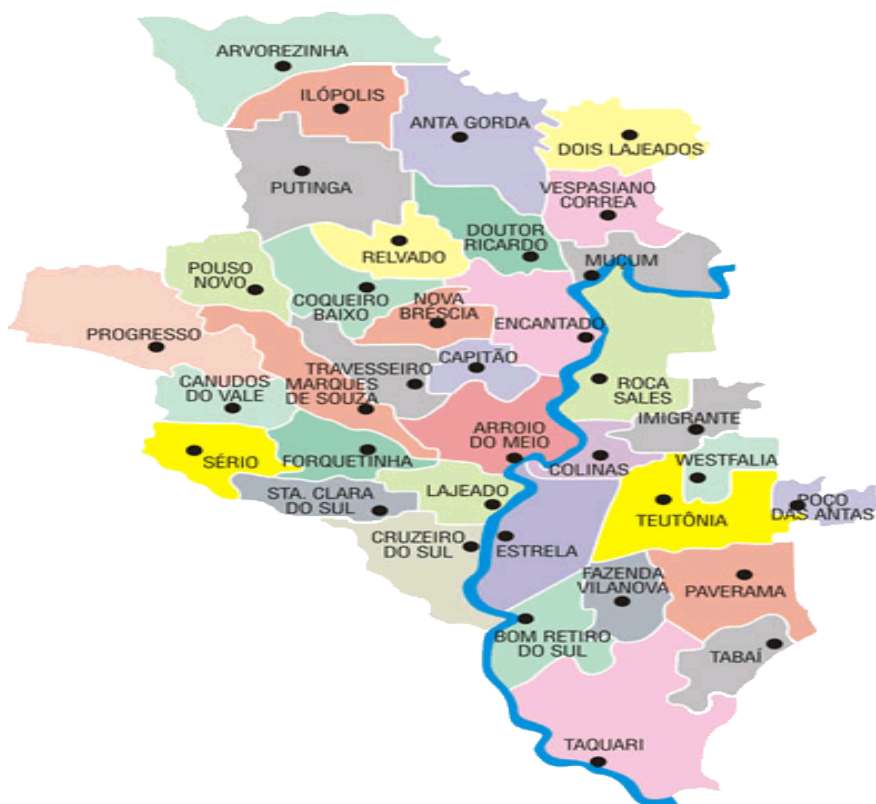 ARVOREZINHA
ILÓPOLIS
ANTA GORDA
DOIS LAJEADOS
PUTINGA
VESPASIANO
CORREA
DOUTOR
RICARDO
RELVADO
MUÇUM
POUSO
NOVO
COQUEIRO
BAIXO
NOVA
BRÉSCIA
ENCANTADO
PROGRESSO
CAPITÃO
TRAVESSEIRO
MARQUES
DE SOUZA
CANUDOS
DO VALE
ROCA
SALES
IMIGRANTE
ARROIO
DO MEIO
SÉRIO
FORQUETINHA
COLINAS
WESTFALIA
STA. CLARA
DO SUL
LAJEADO
TEUTÔNIA
POÇO
DAS ANTAS
CRUZEIRO
DO SUL
ESTRELA
FAZENDA
VILANOVA
PAVERAMA
BOM RETIRO
DO SUL
TABAÍ
TAQUARI